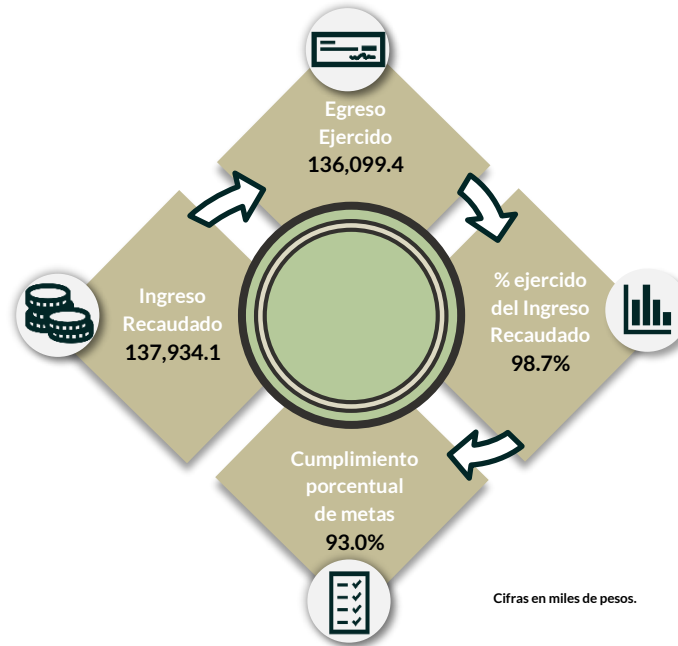 Egreso
Ejercido
136,099.4
Ingreso
Recaudado
137,934.1
% ejercido
del Ingreso
Recaudado
98.7%
Cumplimiento
porcentual
de metas
93.0%
Cifras en miles de pesos.